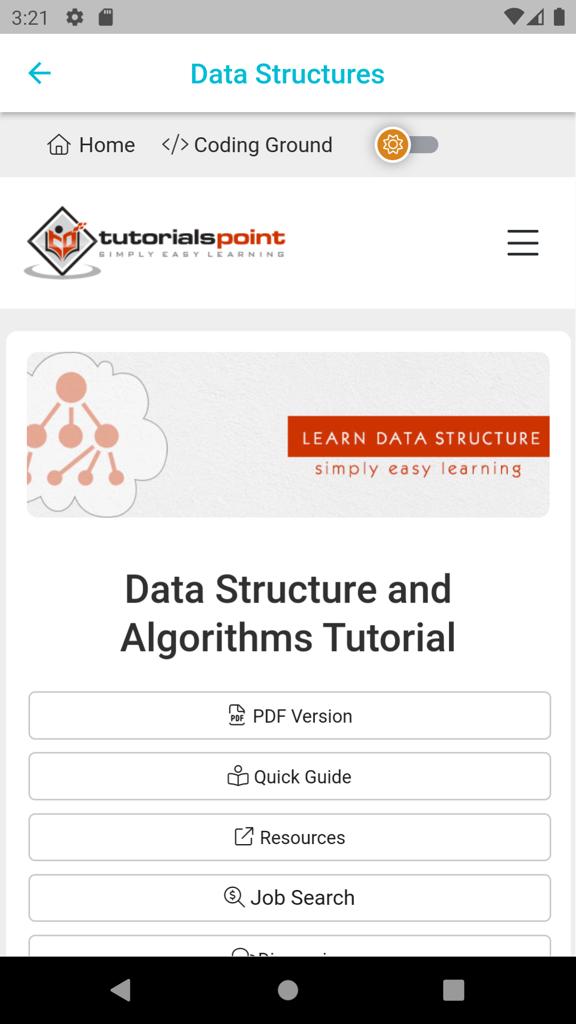 3:21
Data Structures
Home
</> Coding Ground
tutorialspoint
SIMPLY EASY LEARNING
LEARN DATA STRUCTURE
simply easy learning
Data Structure and
Algorithms Tutorial
PDF Version
Quick Guide
Resources
Job Search